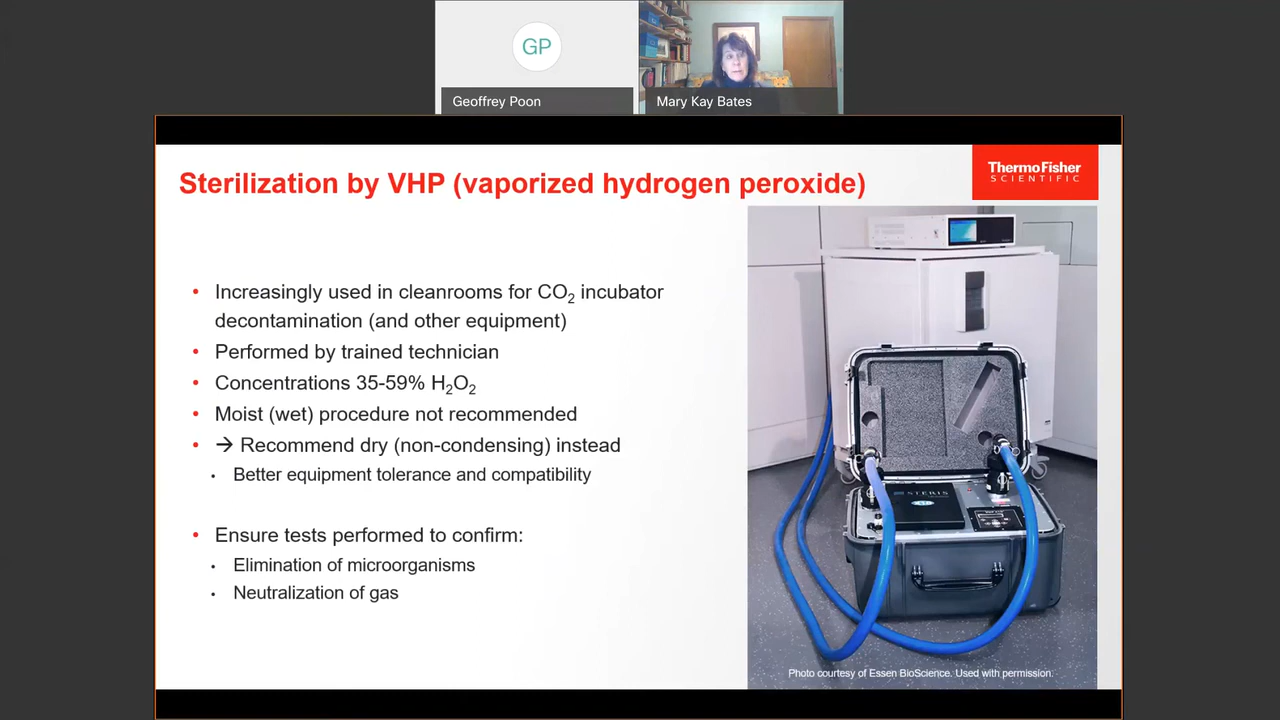 GP
Geoffrey Poon
Mary Kay Bates
Sterilization by VHP (vaporized hydrogen peroxide)
ThermoFisher
SCIENTIFIC
• Increasingly used in cleanrooms for CO₂ incubator
decontamination (and other equipment)
• Performed by trained technician
• Concentrations 35-59% H₂O₂
• Moist (wet) procedure not recommended
• → Recommend dry (non-condensing) instead
• Better equipment tolerance and compatibility
• Ensure tests performed to confirm:
• Elimination of microorganisms
• Neutralization of gas
STERIS
Photo courtesy of Essen BioScience. Used with permission.